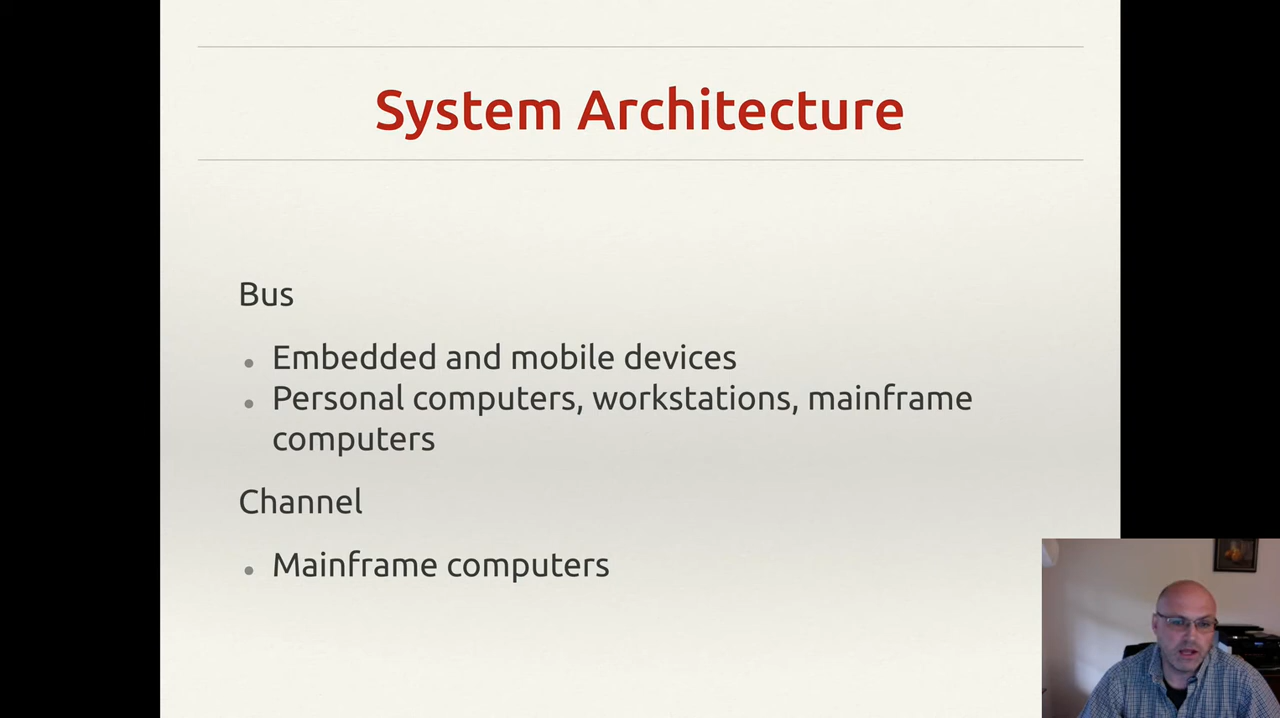 System Architecture
Bus
Embedded and mobile devices
Personal computers, workstations, mainframe
computers
Channel
Mainframe computers